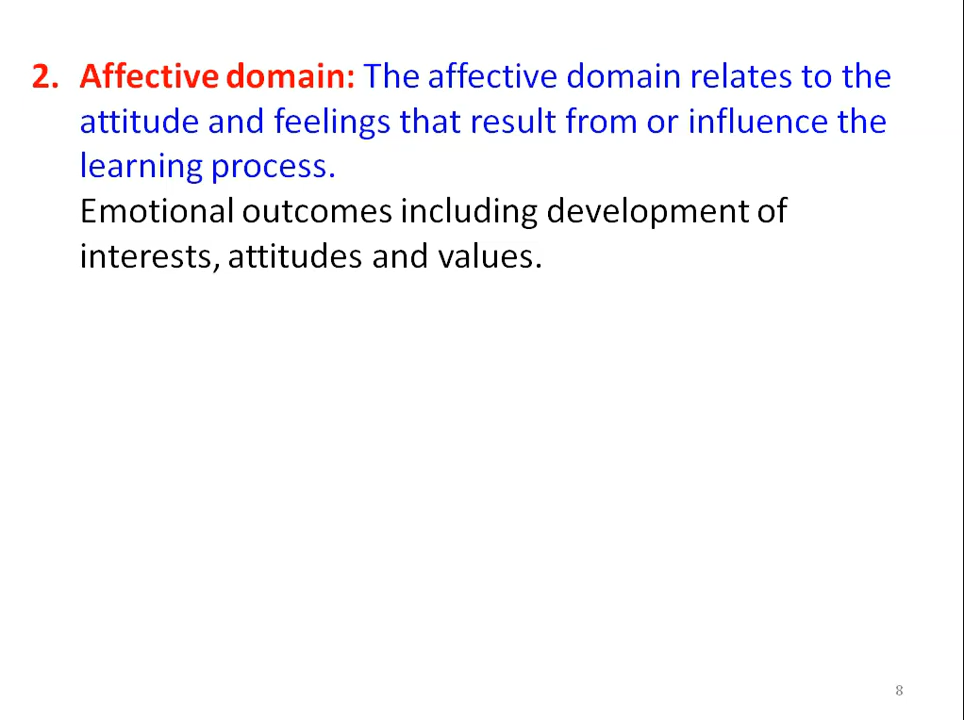 2. Affective domain: The affective domain relates to the
attitude and feelings that result from or influence the
learning process.
Emotional outcomes including development of
interests, attitudes and values.
8